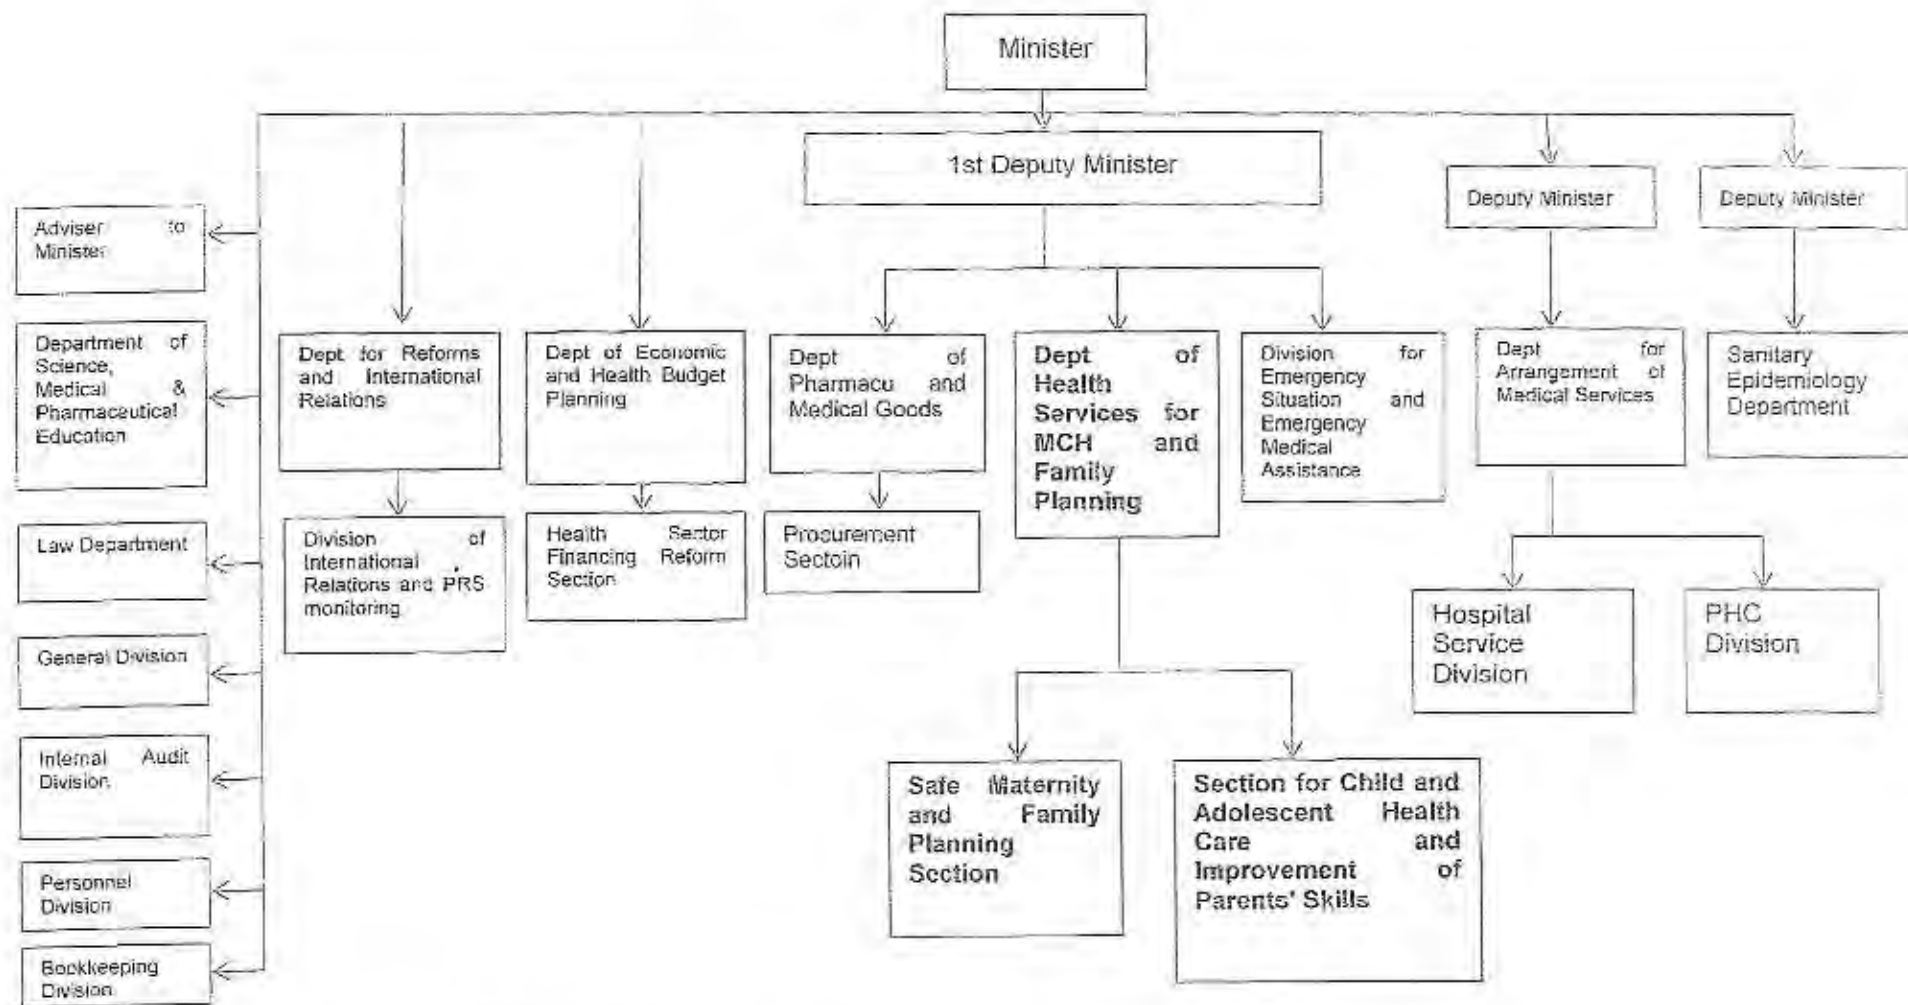 Minister
1st Deputy Minister
Deputy Minister
Deputy Minister
Adviser to
Minister
Department of
Science,
Medical &
Pharmaceutical
Education
Law Department
General Division
Internal Audit
Division
Personnel
Division
Bookkeeping
Division
Dept for Reforms
and International
Relations
Division of
International
Relations and PRS
monitoring
Dept of Economic
and Health Budget
Planning
Health Sector
Financing Reform
Section
Dept of
Pharmacu and
Medical Goods
Procurement
Sectoin
Dept of
Health
Services for
MCH and
Family
Planning
Safe Maternity
and Family
Planning
Section
Section for Child and
Adolescent Health
Care and
Improvement of
Parents' Skills
Division for
Emergency
Situation and
Emergency
Medical
Assistance
Dept for
Arrangement of
Medical Services
Hospital
Service
Division
PHC
Division
Sanitary
Epidemiology
Department